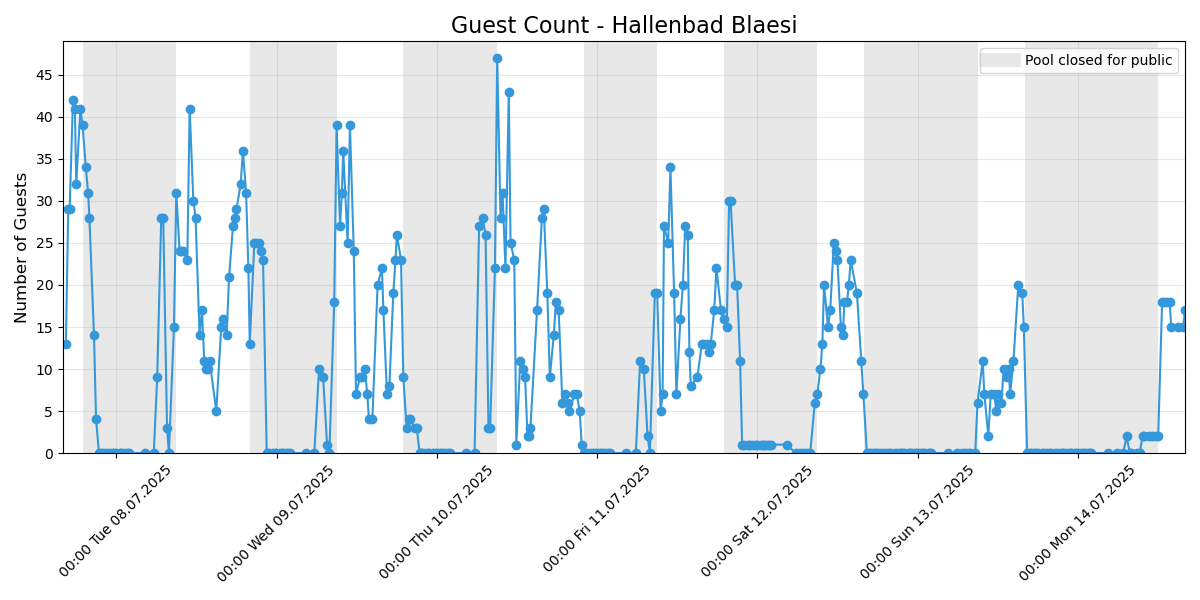 Guest Count - Hallenbad Blaesi
Pool closed for public
Number of Guests
45
40
35
30
25
20
15
10
5
0
00:00 Tue 08.07.2025
00:00 Wed 09.07.2025
00:00 Thu 10.07.2025
00:00 Fri 11.07.2025
00:00 Sat 12.07.2025
00:00 Sun 13.07.2025
00:00 Mon 14.07.2025